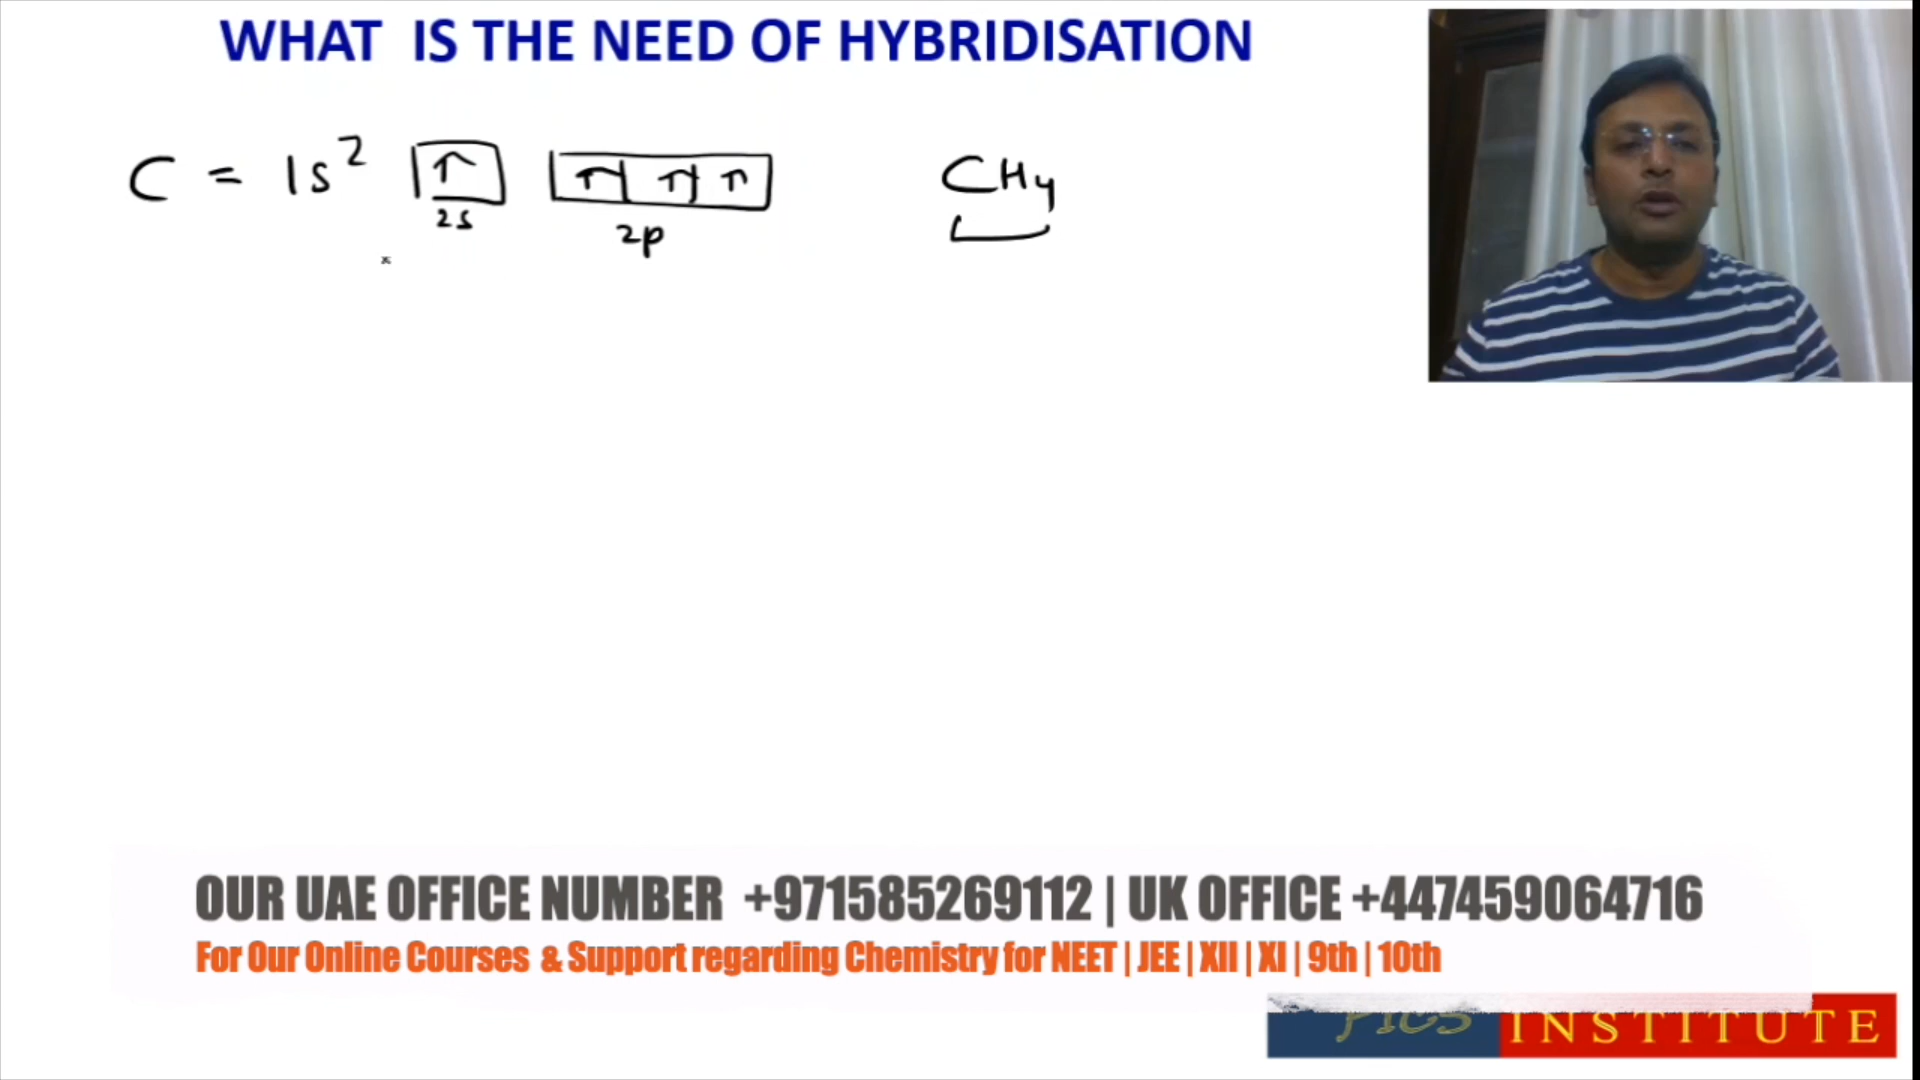 WHAT IS THE NEED OF HYBRIDISATION
C = 1s² ↑ ↑ ↑ ↑ CH₄
2s 2p
OUR UAE OFFICE NUMBER +971585269112 | UK OFFICE +447459064716
For Our Online Courses & Support regarding Chemistry for NEET | JEE | XII | XI | 9th | 10th
INSTITUTE